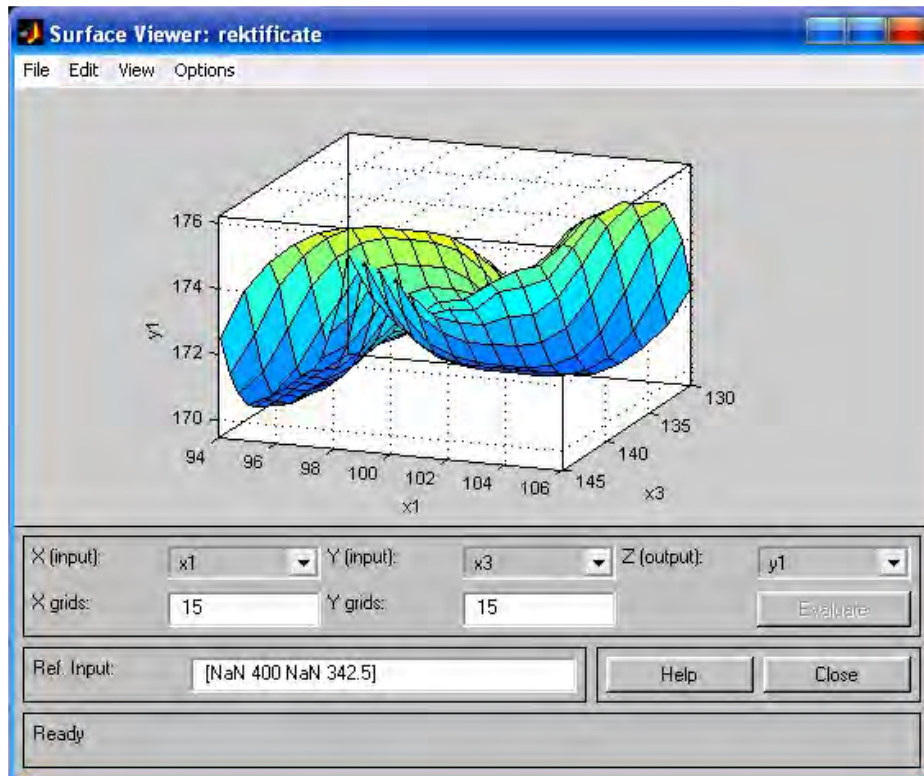 Surface Viewer: rektificate
File Edit View Options
176
174
172
170
y1
94 96 98 100 102 104 106
x1
145 140 135 130
x3
X (input): x1 Y (input): x3 Z (output): y1
X grids: 15 Y grids: 15 Evaluate
Ref. Input: [NaN 400 NaN 342.5] Help Close
Ready